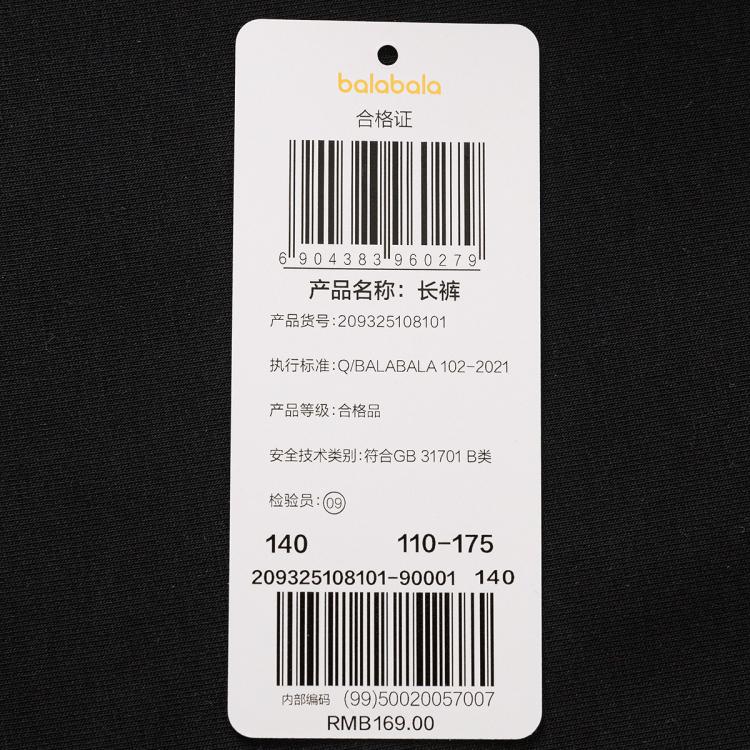 balabala
合格证
6904383960279
产品名称：长裤
产品货号：209325108101
执行标准：Q/BALABALA 102-2021
产品等级：合格品
安全技术类别：符合GB 31701 B类
检验员：09
140 110-175
209325108101-90001 140
内部编码 (99)50020057007
RMB169.00